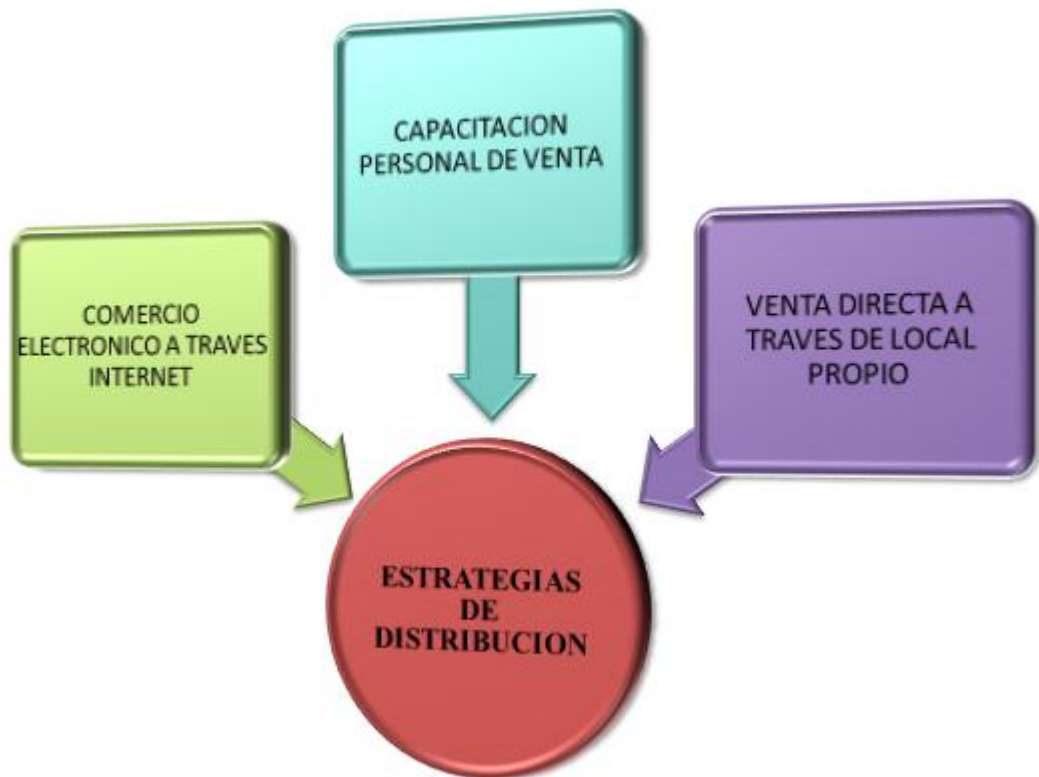 CAPACITACION
PERSONAL DE VENTA
COMERCIO
ELECTRONICO A TRAVES
INTERNET
VENTA DIRECTA A
TRAVES DE LOCAL
PROPIO
ESTRATEGIAS
DE
DISTRIBUCION